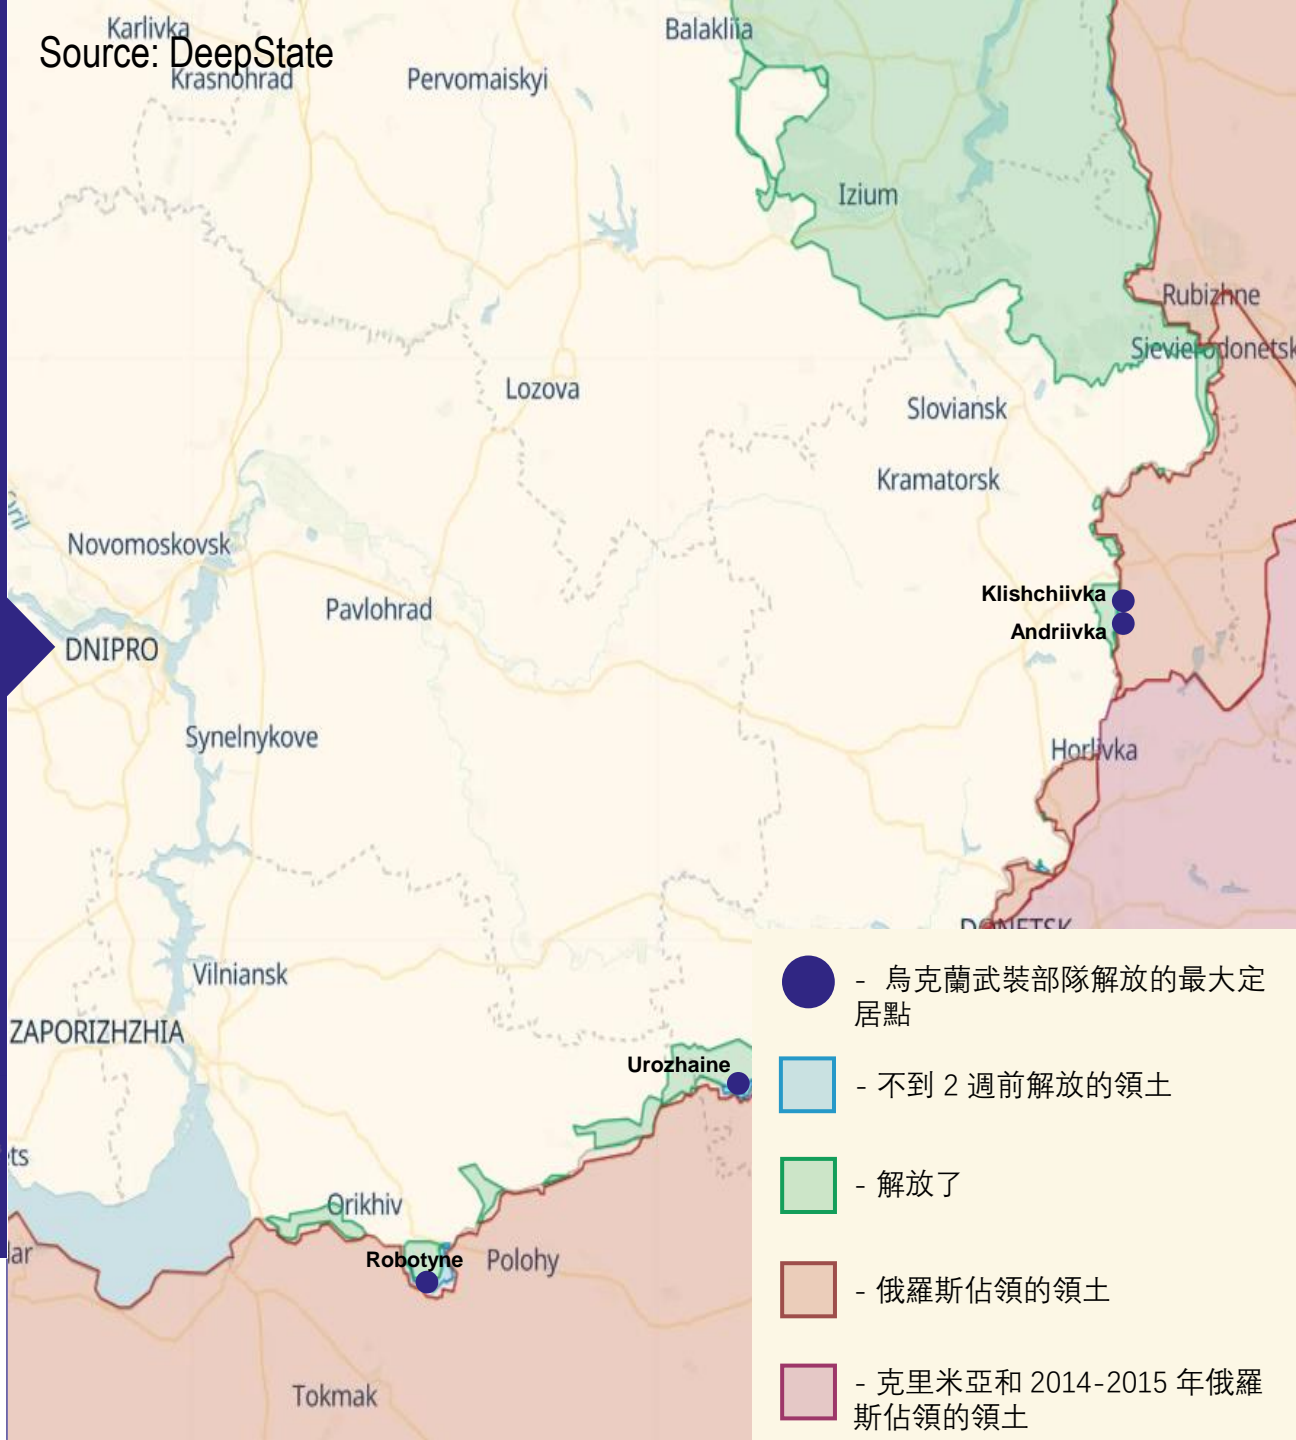 Karlivka
Balakliia
Source: DeepState
Krasnohrad
Pervomaiskyi
Izium
Rubizhne
Sievierodonetsk
Lozova
Sloviansk
Kramatorsk
Novomoskovsk
Klishchiivka
Pavlohrad
Andriivka
DNIPRO
Synelnykove
Horlivka
DONETSK
Vilniansk
- 烏克蘭武裝部隊解放的最大定
居點
ZAPORIZHZHIA
Urozhaine
- 不到 2 週前解放的領土
ts
- 解放了
Orikhiv
lar
Robotyne
Polohy
- 俄羅斯佔領的領土
Tokmak
- 克里米亞和 2014-2015 年俄羅
斯佔領的領土